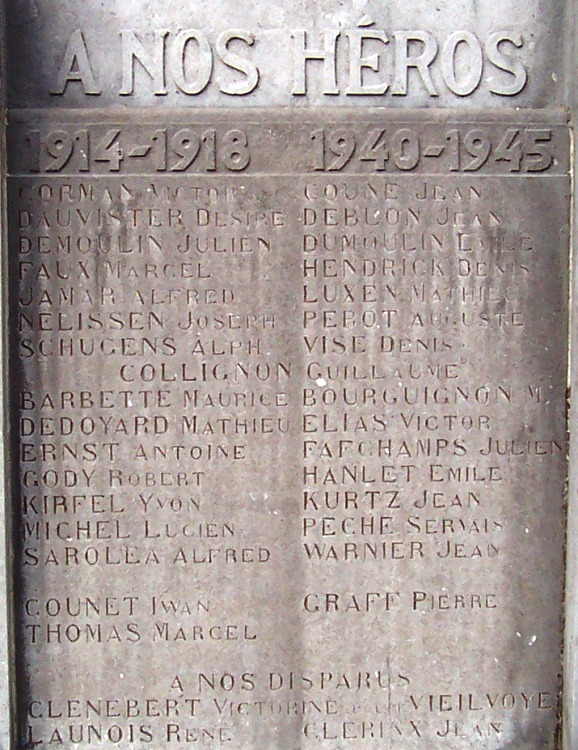 A NOS HÉROS
1914-1918 1940-1945
CORMAN VICTOR COUNE JEAN
DAUVISTER DESIRE DEBLON JEAN
DEMOULIN JULIEN DUMOULIN EMILE
FAUX MARCEL HENDRICK DENIS
JAMAR ALFRED LUXEN MATHIEU
NELISSEN JOSEPH PEROT AUGUSTE
SCHUGENS ALPH. VISE DENIS
COLLIGNON GUILLAUME
BARBETTE MAURICE BOURGUIGNON M.
DEDOYARD MATHIEU ELIAS VICTOR
ERNST ANTOINE FAFCHAMPS JULIEN
GODY ROBERT HANLET EMILE
KIRFEL YVON KURTZ JEAN
MICHEL LUCIEN PECHE SERVAIS
SAROLEA ALFRED WARNIER JEAN
COUNET IWAN GRAFF PIERRE
THOMAS MARCEL
A NOS DISPARUS
CLENEBERT VICTORINE VIEILVOYE
LAUNOIS RENÉ CLERINX JEAN